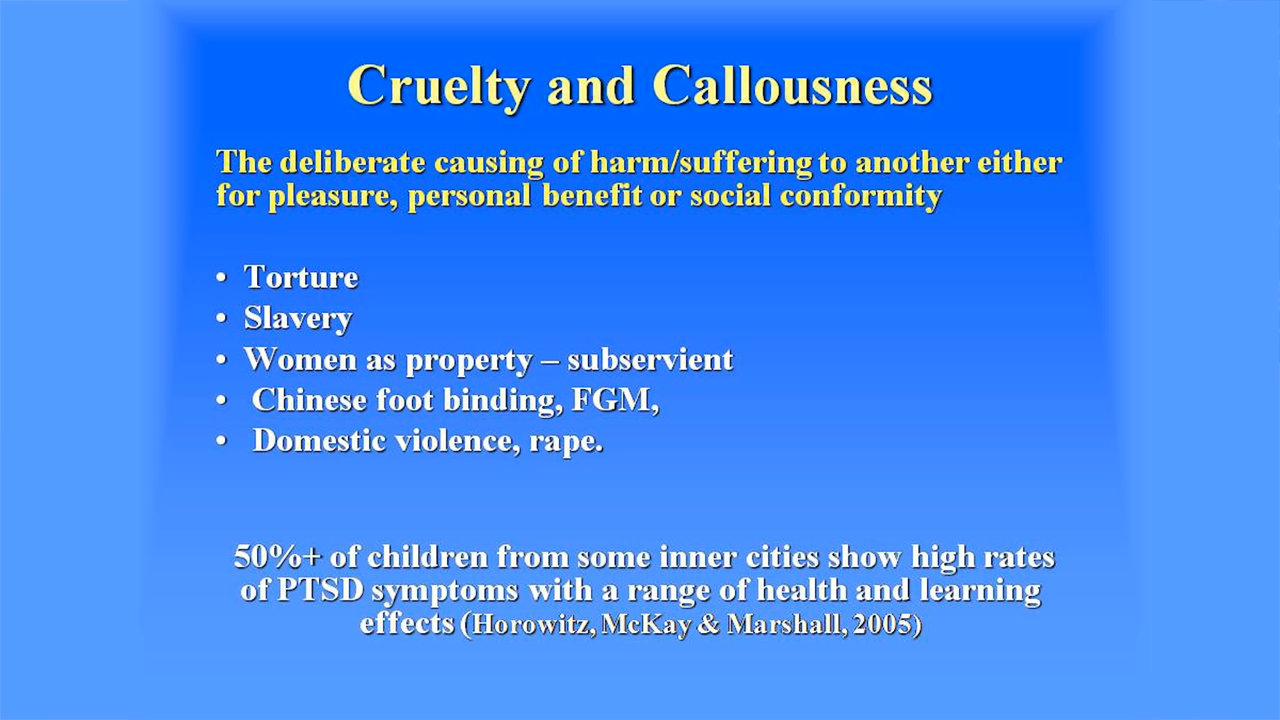 Cruelty and Callousness
The deliberate causing of harm/suffering to another either
for pleasure, personal benefit or social conformity
• Torture
• Slavery
• Women as property – subservient
• Chinese foot binding, FGM,
• Domestic violence, rape.
50%+ of children from some inner cities show high rates
of PTSD symptoms with a range of health and learning
effects (Horowitz, McKay & Marshall, 2005)